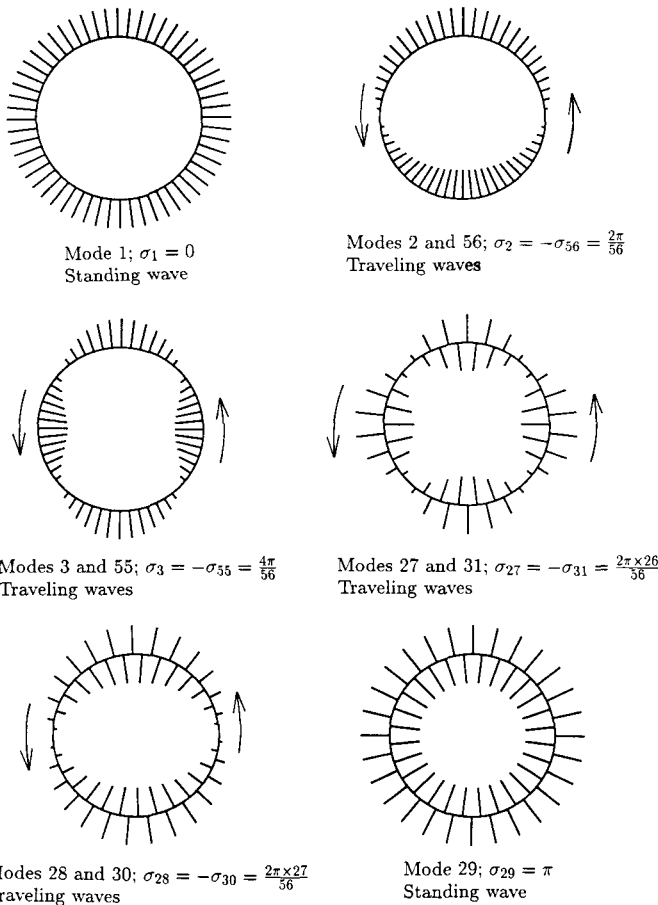 Mode 1; σ₁ = 0
Standing wave
Modes 2 and 56; σ₂ = −σ₅₆ = 2π/56
Traveling waves
Modes 3 and 55; σ₃ = −σ₅₅ = 4π/56
Traveling waves
Modes 27 and 31; σ₂₇ = −σ₃₁ = 2π×26/56
Traveling waves
Modes 28 and 30; σ₂₈ = −σ₃₀ = 2π×27/56
Traveling waves
Mode 29; σ₂₉ = π
Standing wave